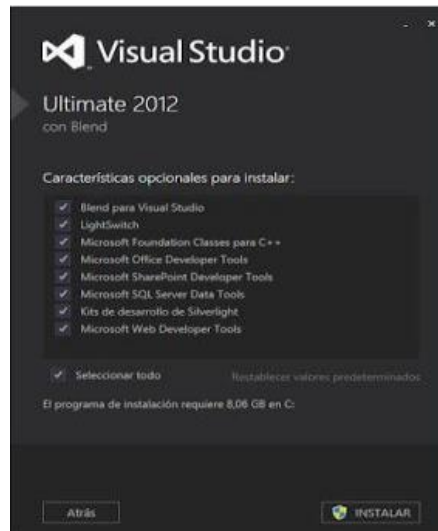 Visual Studio
Ultimate 2012
con Blend
Características opcionales para instalar:
Blend para Visual Studio
LightSwitch
Microsoft Foundation Classes para C++
Microsoft Office Developer Tools
Microsoft SharePoint Developer Tools
Microsoft SQL Server Data Tools
Kits de desarrollo de Silverlight
Microsoft Web Developer Tools
Seleccionar todo
Restablecer valores predeterminados
El programa de instalación requiere 8,06 GB en C:
Atrás
INSTALAR